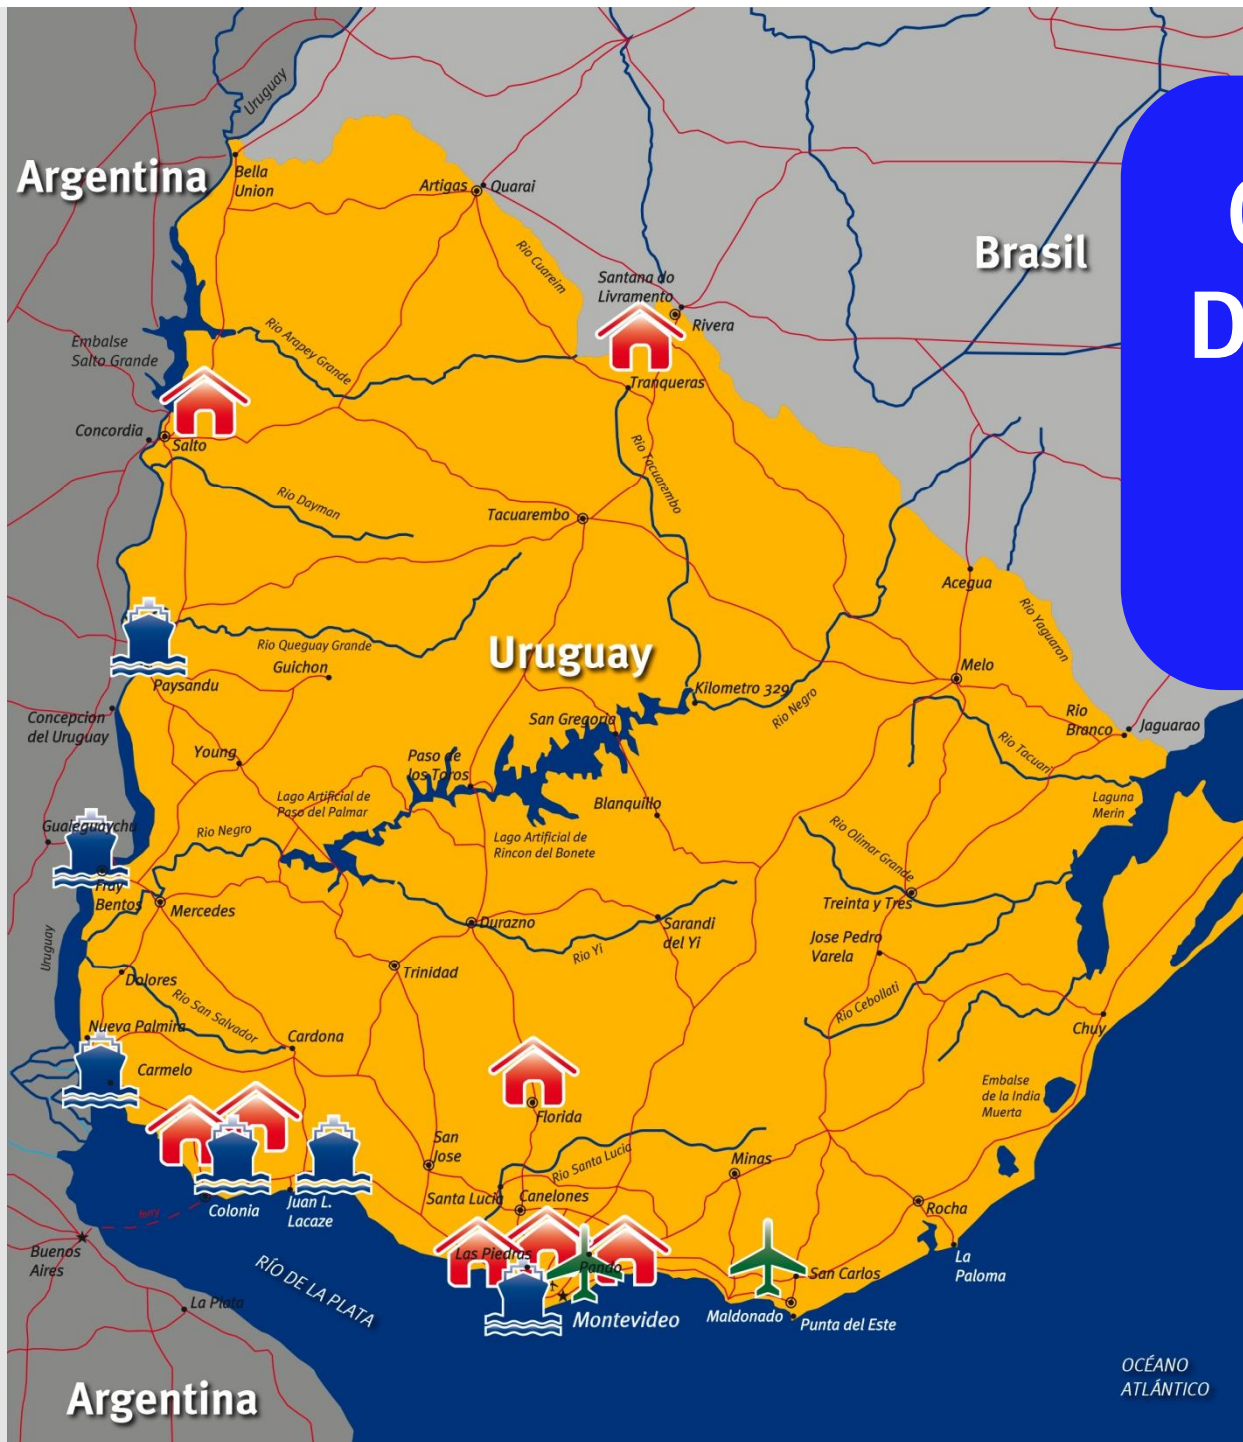 Uruguay
Argentina
Bella
Union
Artigas
Quarai
Brasil
Rio Cuareim
Santana do
Livramento
Rivera
Embalse
Salto Grande
Rio Arapey Grande
Tranqueras
Concordia
Salto
Rio Tacuarembo
Rio Dayman
Tacuarembo
Acegua
Rio Yaguaron
Rio Queguay Grande
Guichon
Uruguay
Paysandu
Melo
Kilometro 329
Rio Negro
Concepcion
del Uruguay
San Gregorio
Rio
Branco
Jaguarao
Young
Paso de
los Toros
Rio Tacuari
Lago Artificial de
Paso del Palmar
Blanquillo
Laguna
Merin
Gualeguaychu
Rio Negro
Lago Artificial de
Rincon del Bonete
Rio Olimar Grande
Fray
Bentos
Mercedes
Treinta y Tres
Durazno
Sarandi
del Yi
Jose Pedro
Varela
Uruguay
Rio Yi
Trinidad
Dolores
Rio San Salvador
Rio Cebollati
Nueva Palmira
Cardona
Chuy
Carmelo
Embalse
de la India
Muerta
Florida
San
Jose
Rio Santa Lucia
Minas
Santa Lucia
Canelones
Colonia
Juan L.
Lacaze
Rocha
Buenos
Aires
RÍO DE LA PLATA
Las Piedras
Pando
San Carlos
La
Paloma
La Plata
Montevideo
Maldonado
Punta del Este
OCÉANO
ATLÁNTICO
Argentina